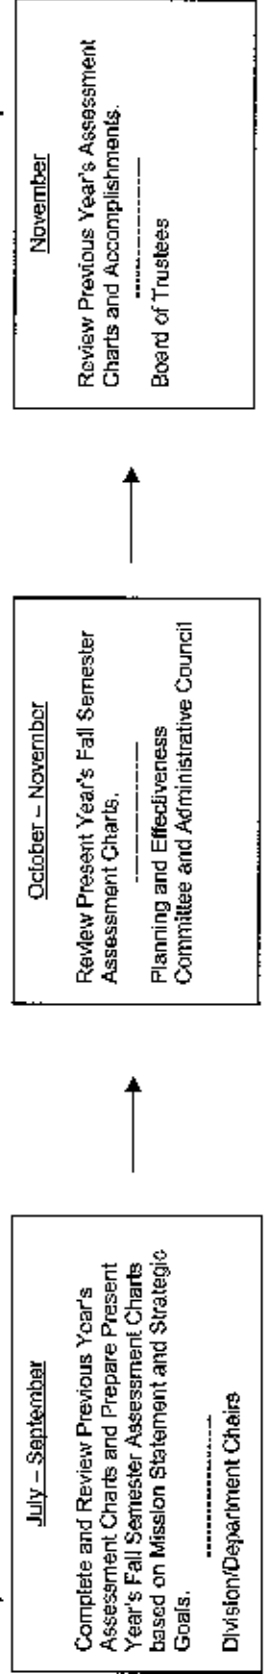 July – September
Complete and Review Previous Year's
Assessment Charts and Prepare Present
Year's Fall Semester Assessment Charts
based on Mission Statement and Strategic
Goals.
Division/Department Chairs
October – November
Review Present Year's Fall Semester
Assessment Charts.
Planning and Effectiveness
Committee and Administrative Council
November
Review Previous Year's Assessment
Charts and Accomplishments.
Board of Trustees